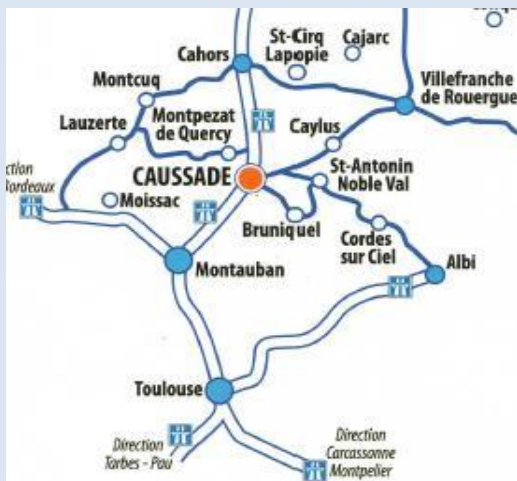 St-Cirq
Lapopie
Cajarc
Cahors
Villefranche
de Rouergue
Montcuq
Montpezat
de Quercy
Lauzerte
Caylus
CAUSSADE
St-Antonin
Noble Val
Bordeaux
Moissac
Bruniquel
Cordes
sur Ciel
Montauban
Albi
Toulouse
Direction
Tarbes - Pau
Direction
Carcassonne
Montpelier